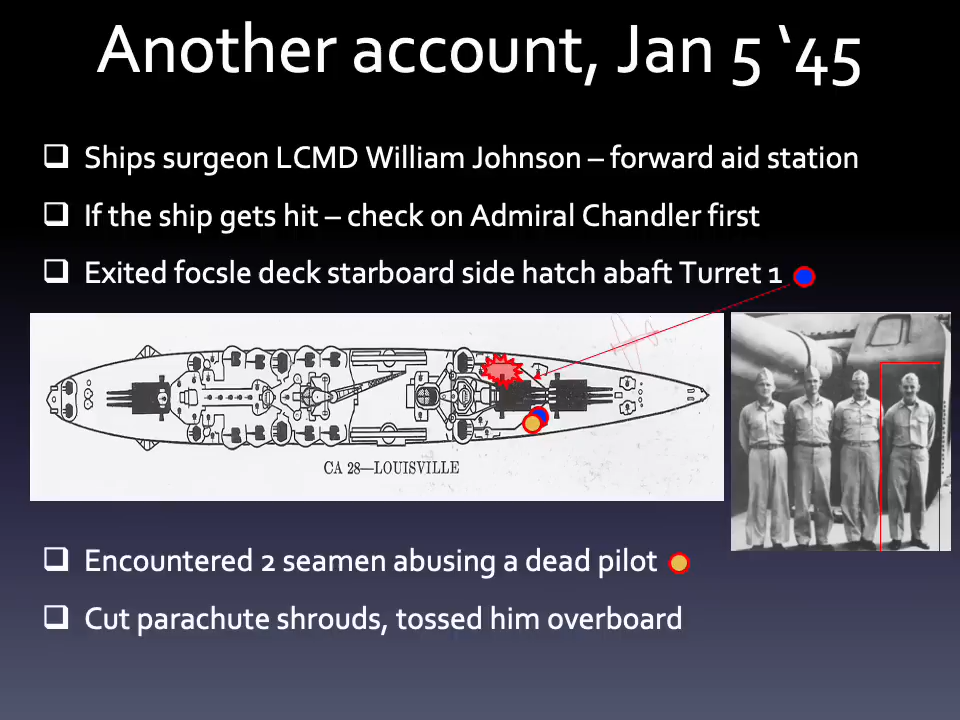 Another account, Jan 5 ‘45
Ships surgeon LCMD William Johnson – forward aid station
If the ship gets hit – check on Admiral Chandler first
Exited focsle deck starboard side hatch abaft Turret 1
CA 28—LOUISVILLE
Encountered 2 seamen abusing a dead pilot
Cut parachute shrouds, tossed him overboard